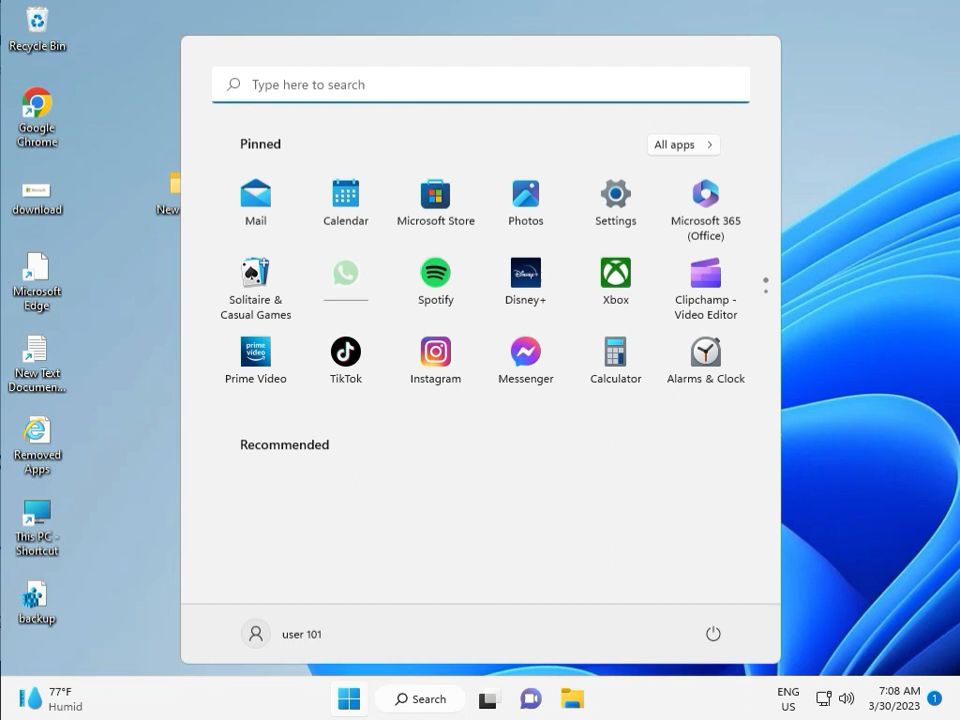 Recycle Bin
Google
Chrome
download
New
Microsoft
Edge
New Text
Documen...
Removed
Apps
This PC -
Shortcut
backup
Type here to search
Pinned
All apps
Mail
Calendar
Microsoft Store
Photos
Settings
Microsoft 365
(Office)
Solitaire &
Casual Games
Spotify
Disney+
Disney+
Xbox
Clipchamp -
Video Editor
prime
video
Prime Video
TikTok
Instagram
Messenger
Calculator
Alarms & Clock
Recommended
user 101
77°F
Humid
Search
ENG
US
7:08 AM
3/30/2023
1